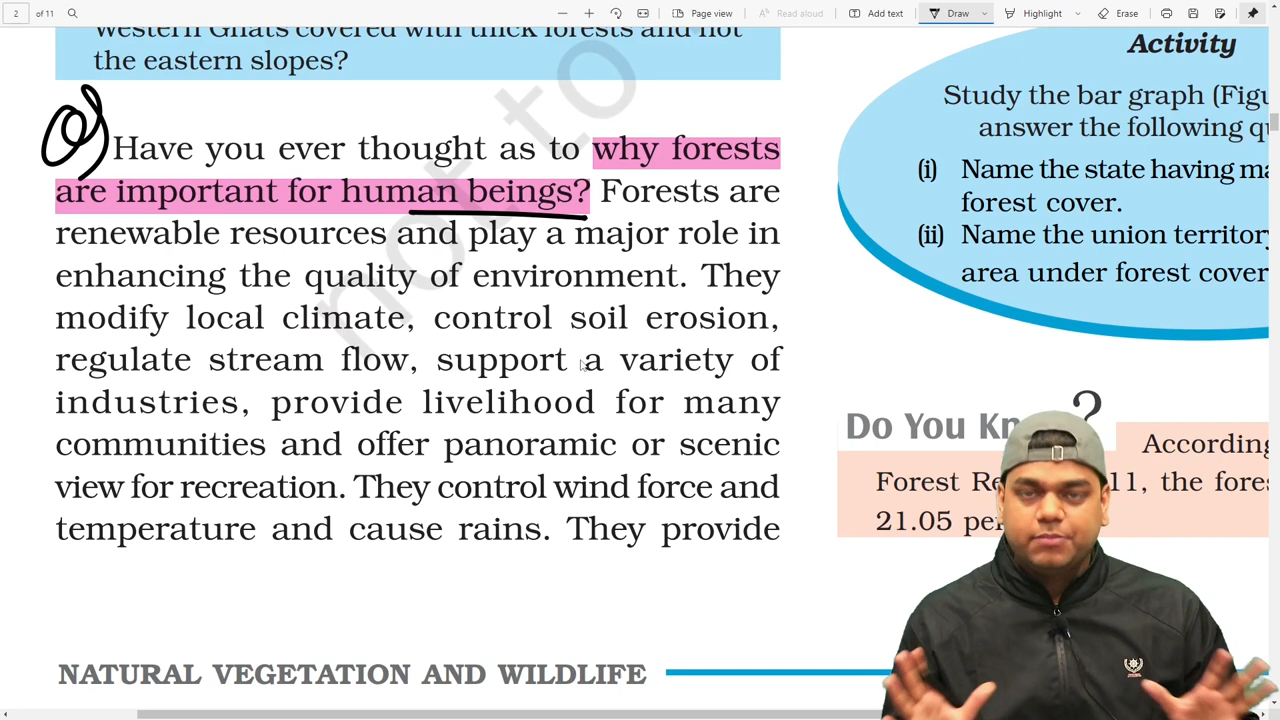 2 of 11
Page view
Read aloud
Add text
Draw
Highlight
Erase
Western Ghats covered with thick forests and not
the eastern slopes?
Q)
Have you ever thought as to why forests
are important for human beings? Forests are
renewable resources and play a major role in
enhancing the quality of environment. They
modify local climate, control soil erosion,
regulate stream flow, support a variety of
industries, provide livelihood for many
communities and offer panoramic or scenic
view for recreation. They control wind force and
temperature and cause rains. They provide
NATURAL VEGETATION AND WILDLIFE
not to
Activity
Study the bar graph (Figu
answer the following qu
(i) Name the state having ma
forest cover.
(ii) Name the union territory
area under forest cover
Do You Kn ?
According
Forest Re 11, the fores
21.05 per